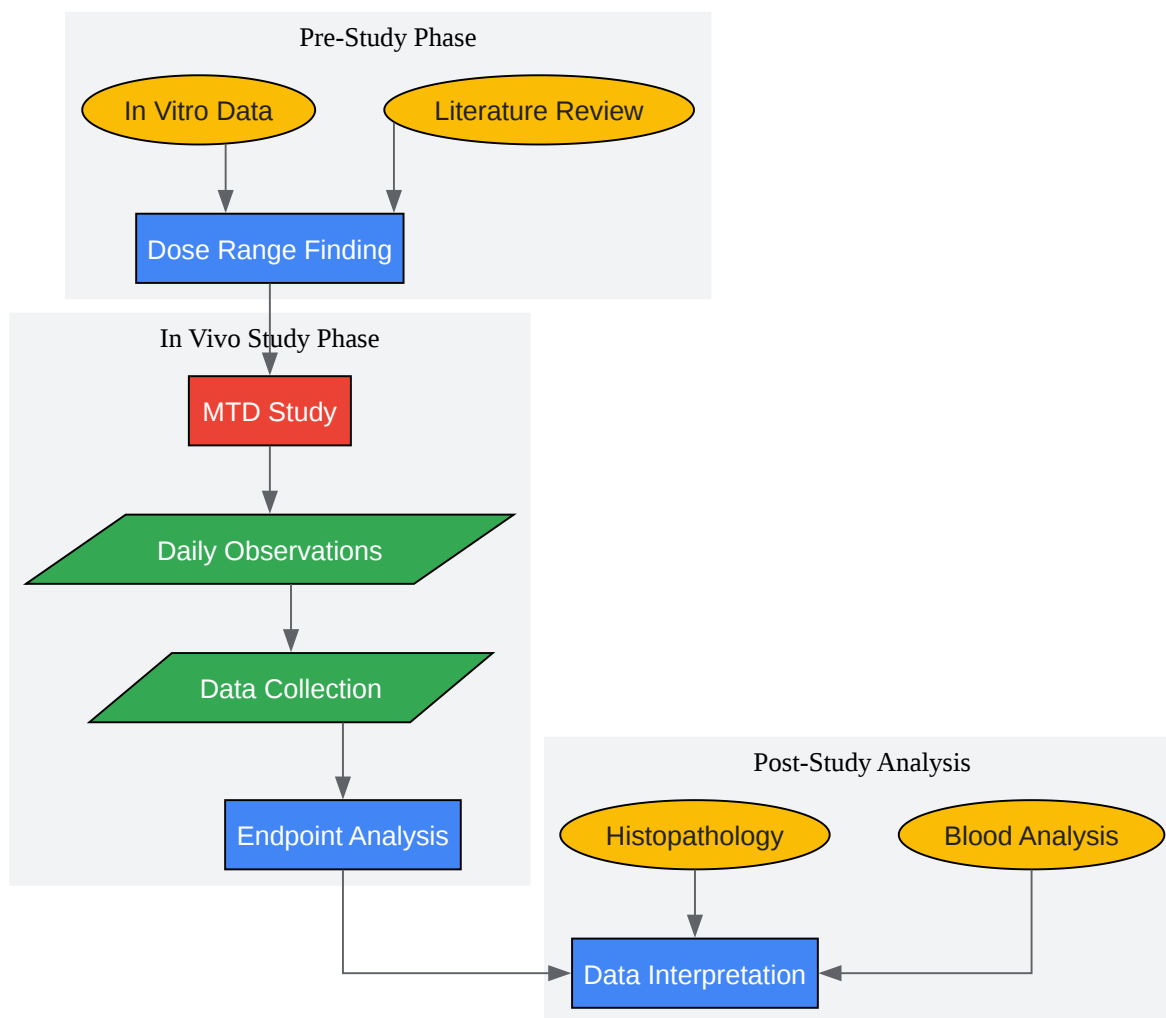 Pre-Study Phase
In Vitro Data
Literature Review
Dose Range Finding
In Vivo Study Phase
MTD Study
Daily Observations
Data Collection
Endpoint Analysis
Post-Study Analysis
Histopathology
Blood Analysis
Data Interpretation